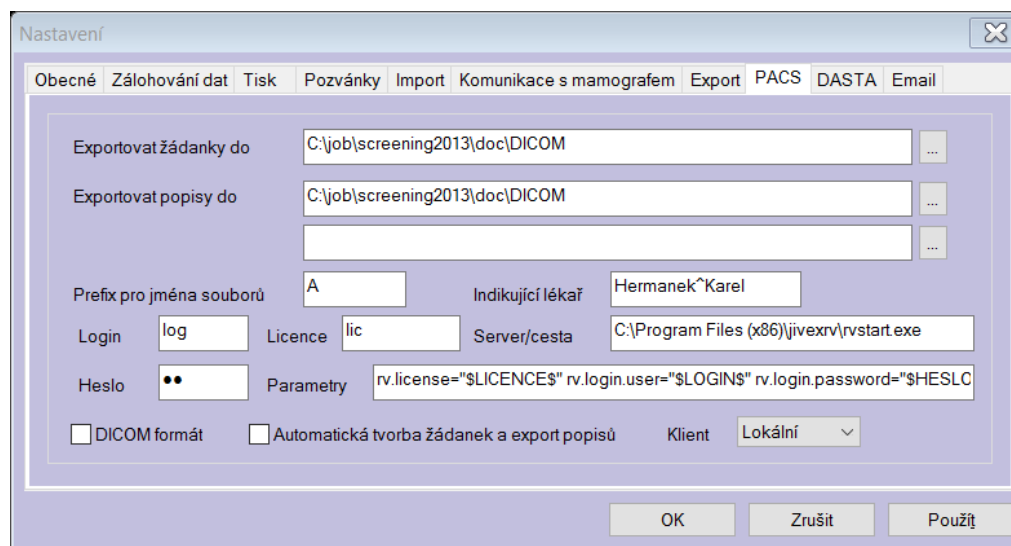 Nastavení
Obecné Zálohování dat Tisk Pozvánky Import Komunikace s mamografem Export PACS DASTA Email
Exportovat žádanky do C:\job\screening2013\doc\DICOM ...
Exportovat popisy do C:\job\screening2013\doc\DICOM ...
...
Prefix pro jména souborů A Indikující lékař Hermanek^Karel
Login log Licence lic Server/cesta C:\Program Files (x86)\jivexrv\rvstart.exe
Heslo ●● Parametry rv.license="$LICENCE$" rv.login.user="$LOGIN$" rv.login.password="$HESLO
DICOM formát Automatická tvorba žádanek a export popisů Klient Lokální
OK Zrušit Použít